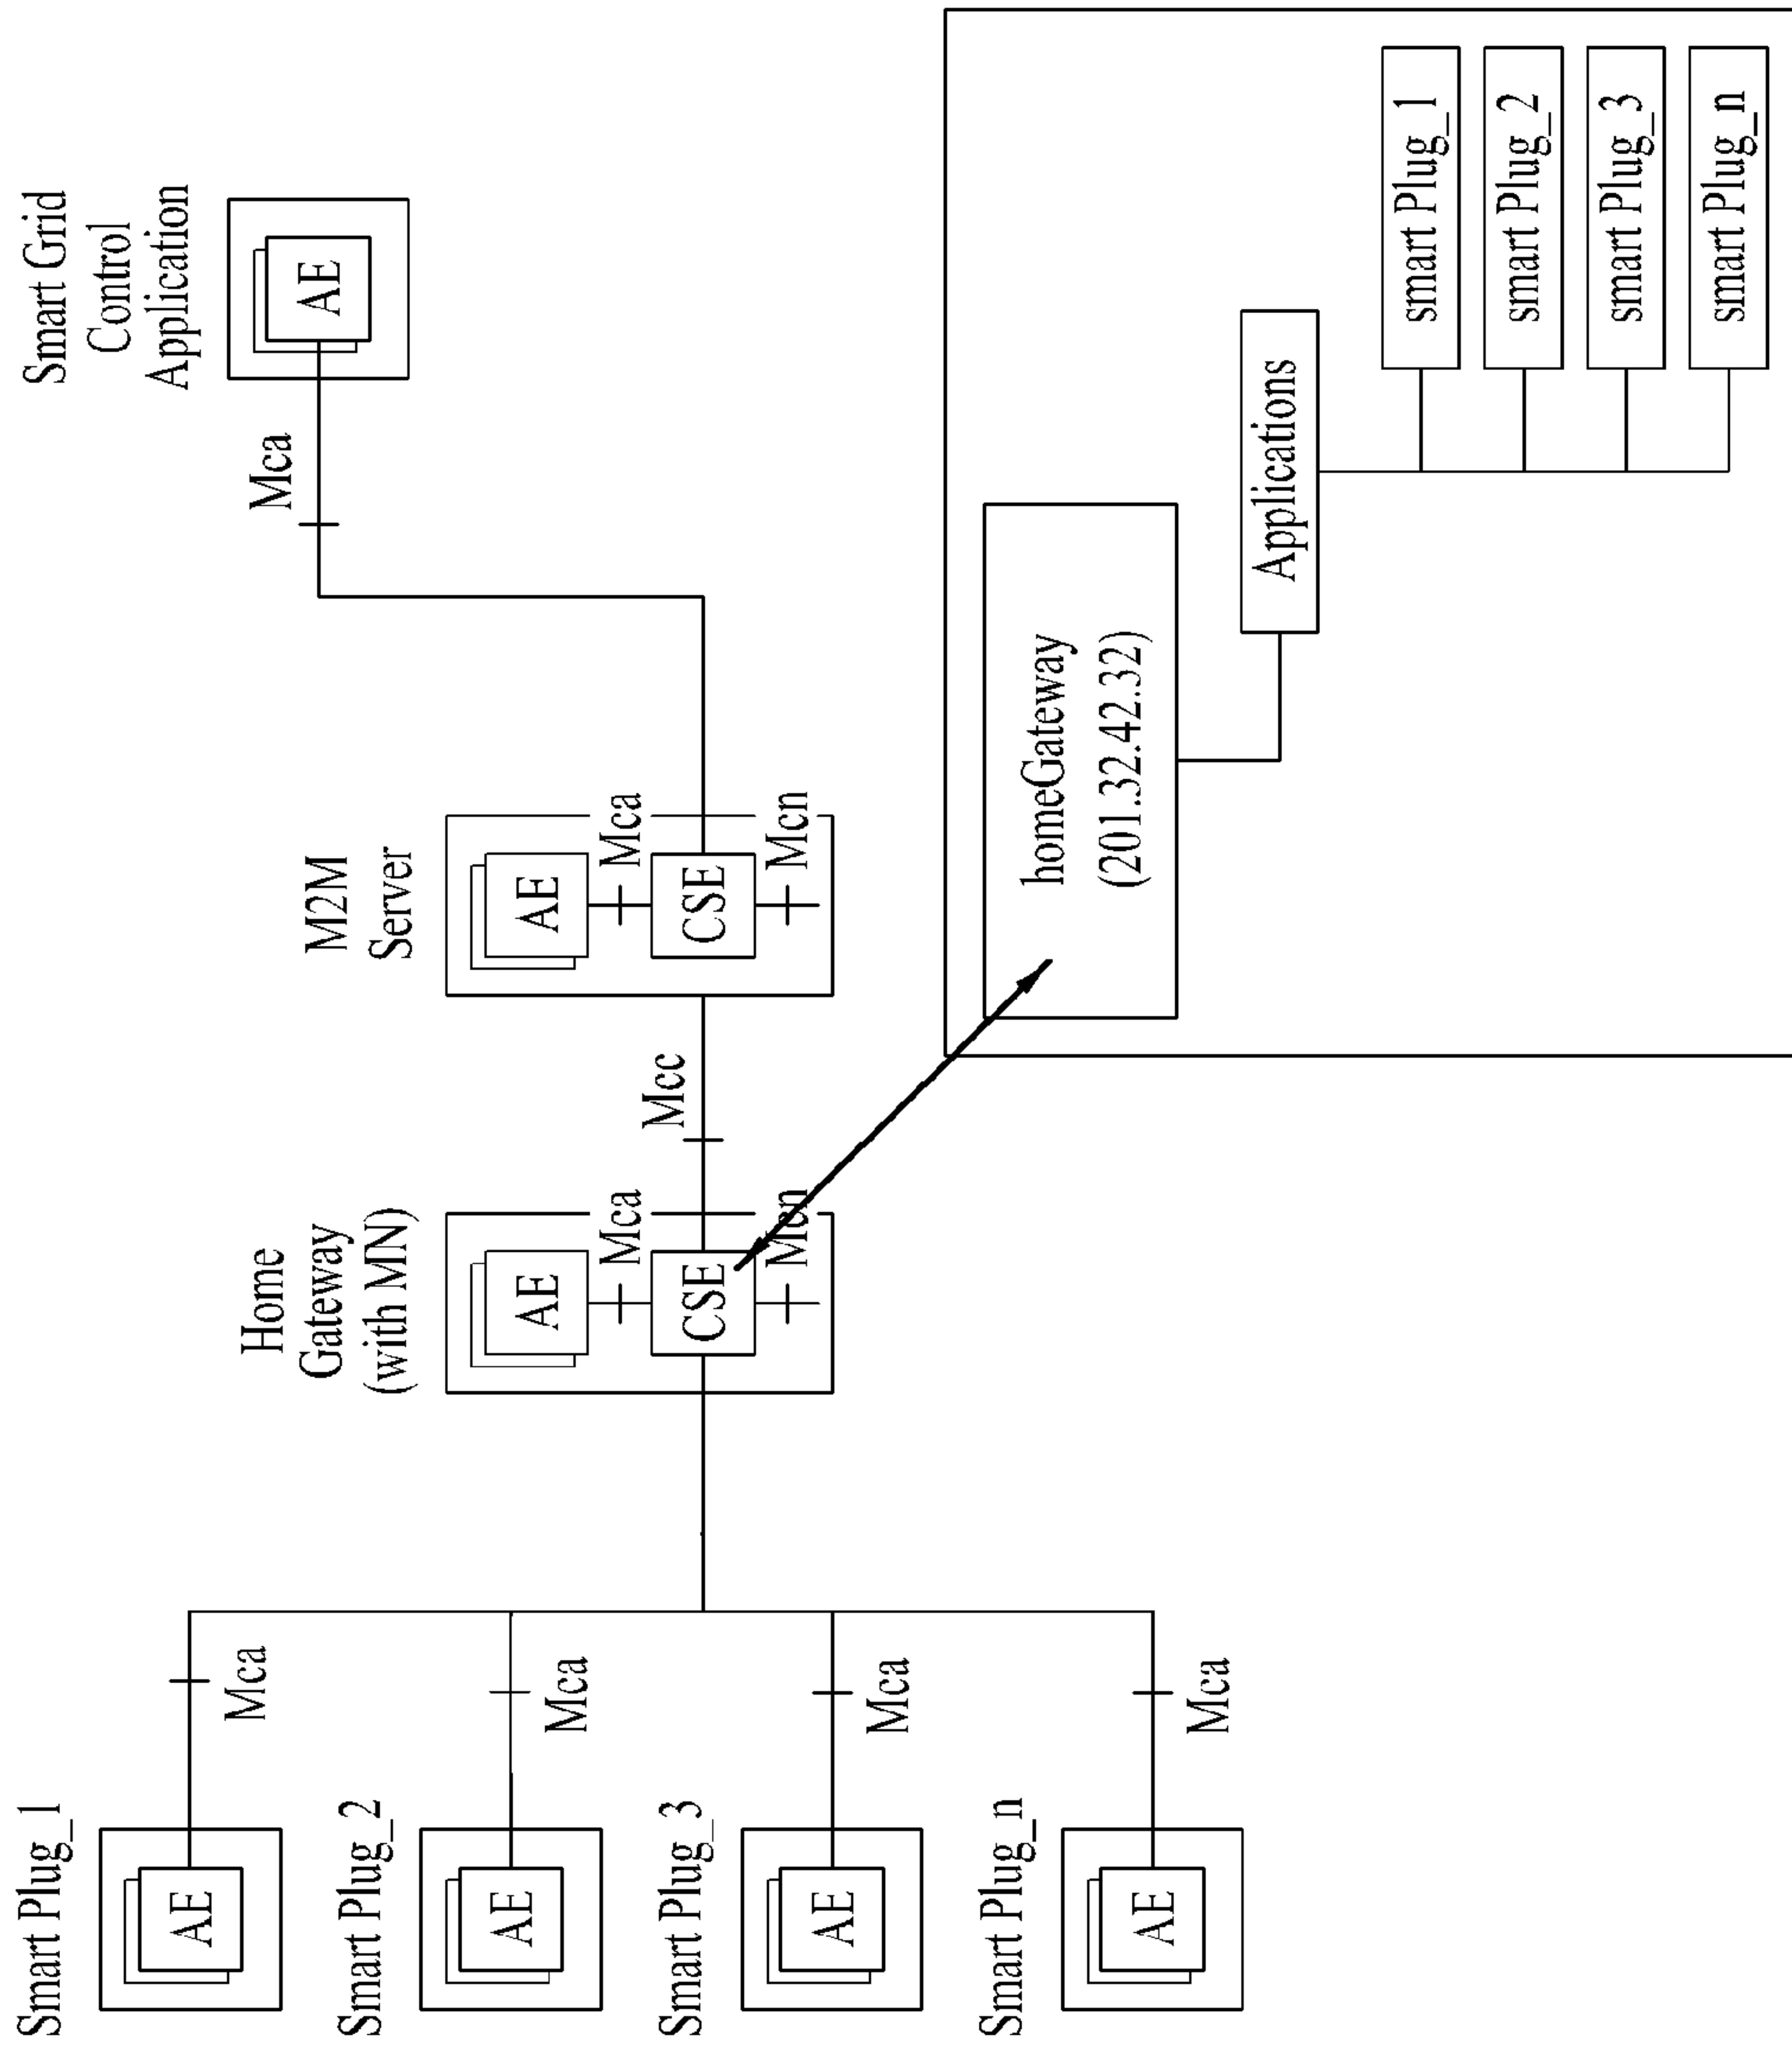 Smart Plug_1
AE
Mca
Smart Plug_2
AE
Mca
Smart Plug_3
AE
Mca
Smart Plug_n
AE
Mca
Home
Gateway
(with MN)
AE
Mca
CSE
Mcn
Mcc
M2M
Server
AE
Mca
CSE
Mcn
Mca
Smart Grid
Control
Application
AE
homeGateway
(201.32.42.32)
Applications
smart Plug_1
smart Plug_2
smart Plug_3
smart Plug_n